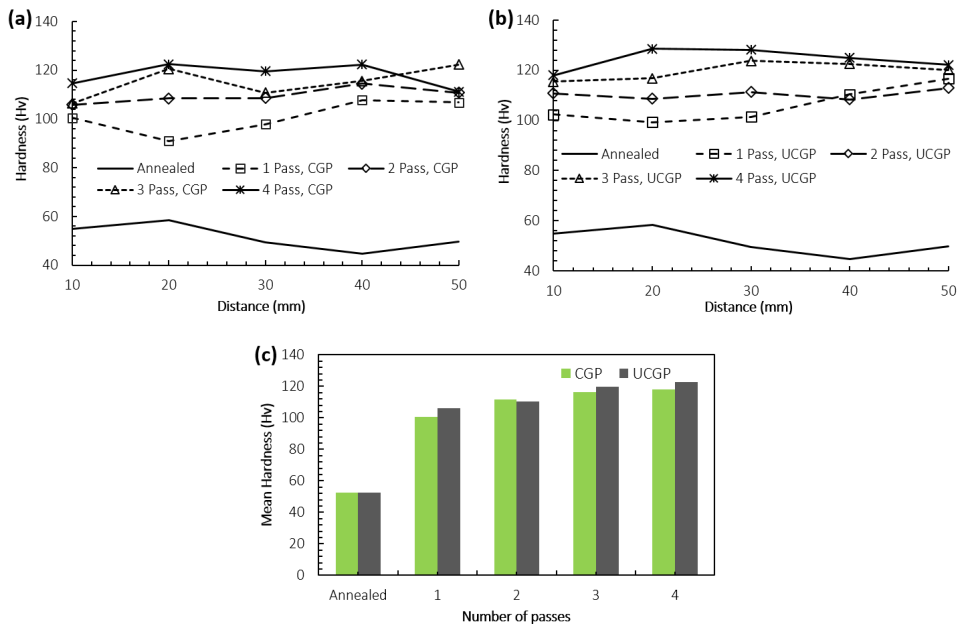 (a)
140
120
100
80
60
40
Hardness (Hv)
Annealed
1 Pass, CGP
2 Pass, CGP
3 Pass, CGP
4 Pass, CGP
10 20 30 40 50
Distance (mm)
(b)
140
120
100
80
60
40
Hardness (Hv)
Annealed
1 Pass, UCGP
2 Pass, UCGP
3 Pass, UCGP
4 Pass, UCGP
10 20 30 40 50
Distance (mm)
(c)
140
120
100
80
60
40
20
0
Mean Hardness (Hv)
CGP UCGP
Annealed 1 2 3 4
Number of passes